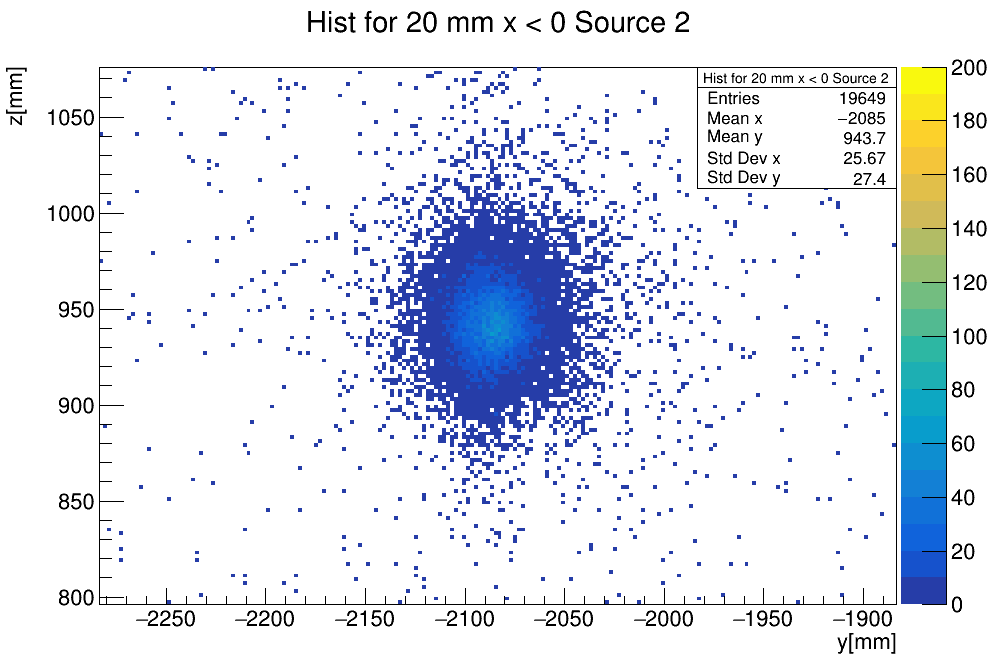 Hist for 20 mm x < 0 Source 2
z[mm]
Hist for 20 mm x < 0 Source 2
Entries 19649
Mean x −2085
Mean y 943.7
Std Dev x 25.67
Std Dev y 27.4
1050
1000
950
900
850
800
−2250 −2200 −2150 −2100 −2050 −2000 −1950 −1900
y[mm]
200
180
160
140
120
100
80
60
40
20
0